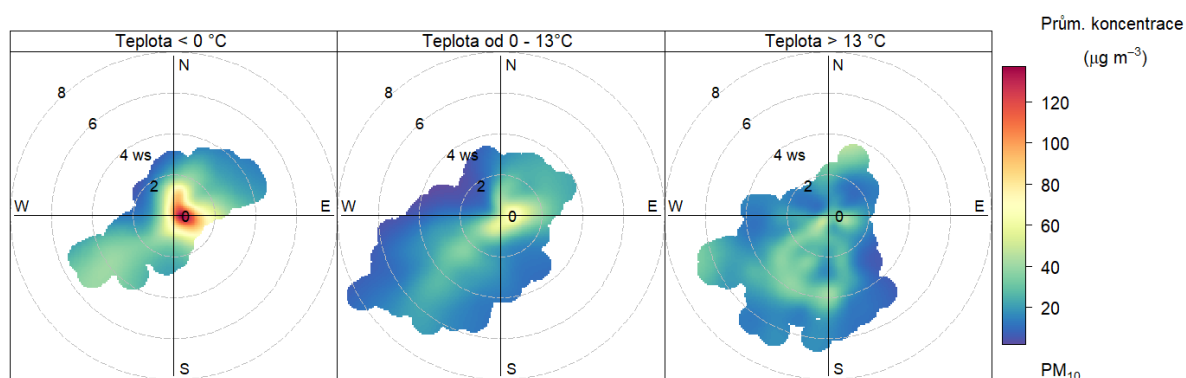 Teplota < 0 °C
N
8
6
4 ws
2
0
W
E
S
Teplota od 0 - 13°C
N
8
6
4 ws
2
0
W
E
S
Teplota > 13 °C
N
8
6
4 ws
2
0
W
E
S
Prům. koncentrace
(μg m⁻³)
120
100
80
60
40
20
PM₁₀